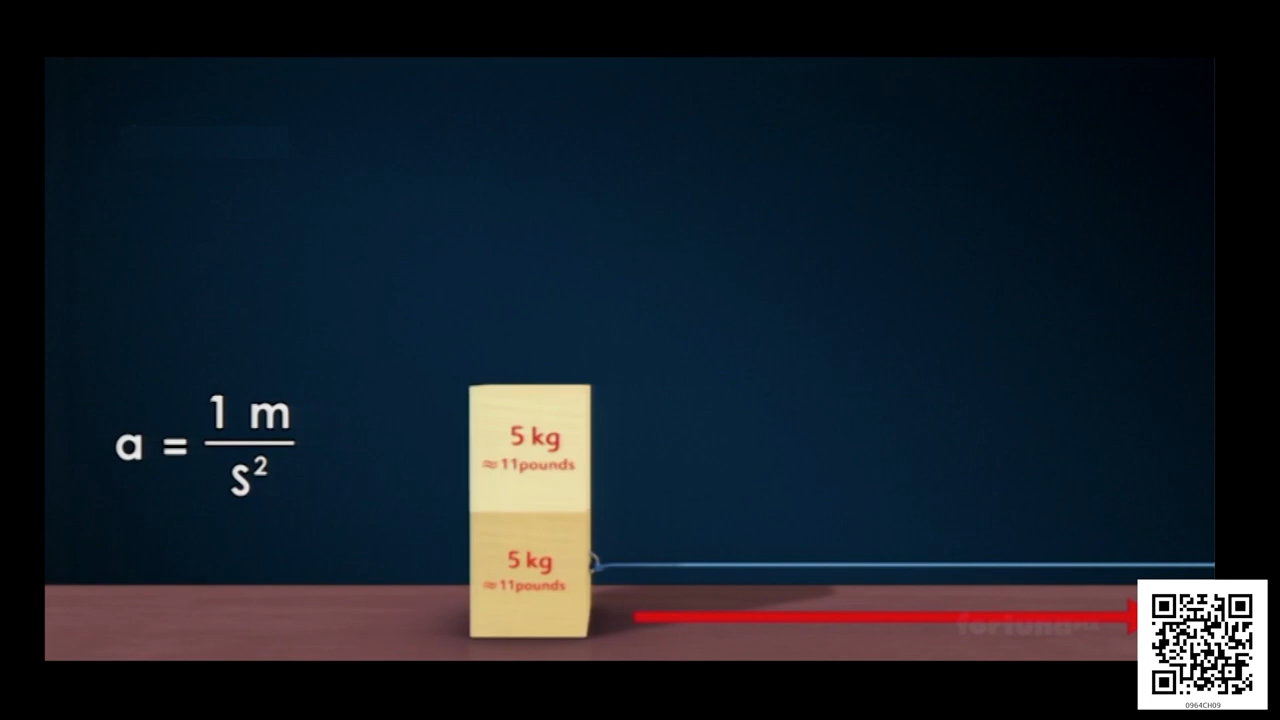 a = 1 m / s²
5 kg
≈ 11pounds
5 kg
≈ 11pounds
0964CH09